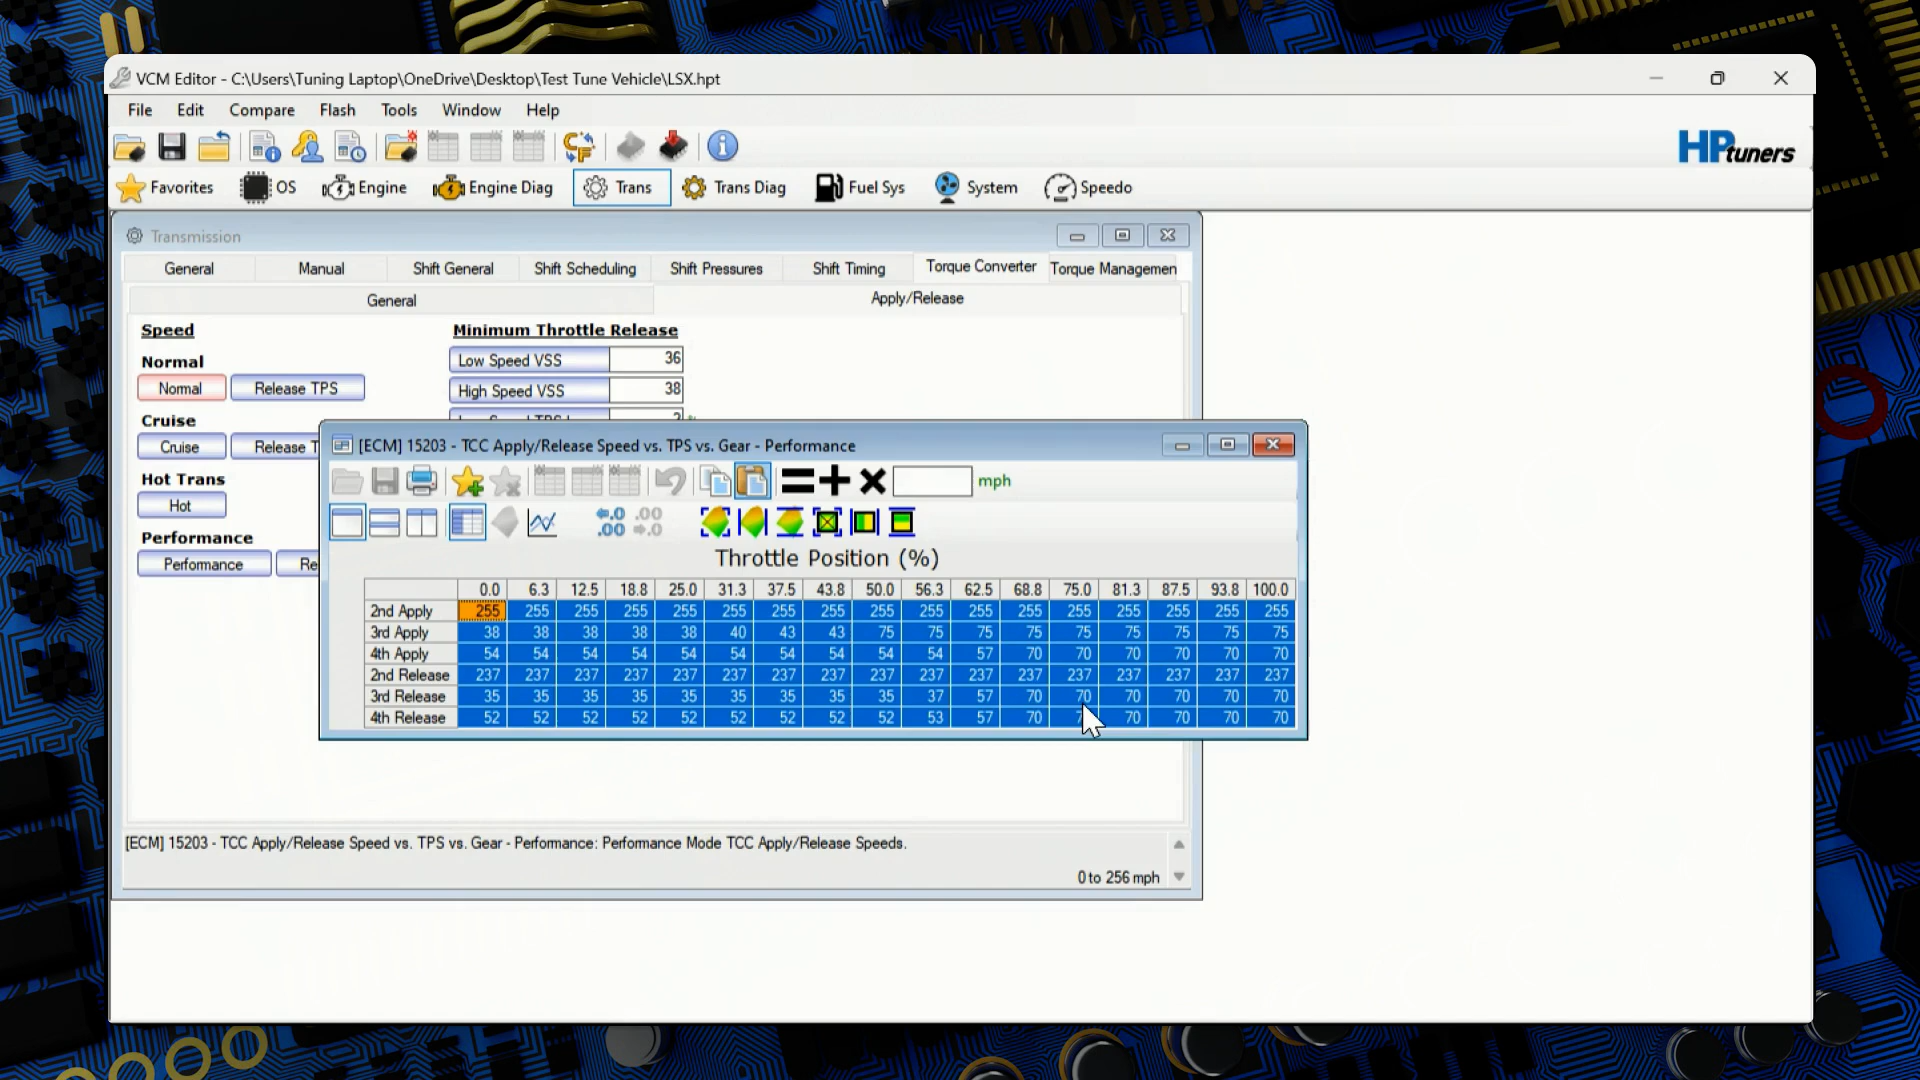 VCM Editor - C:\Users\Tuning Laptop\OneDrive\Desktop\Test Tune Vehicle\LSX.hpt
File Edit Compare Flash Tools Window Help
HPtuners
Favorites OS Engine Engine Diag Trans Trans Diag Fuel Sys System Speedo
Transmission
General Manual Shift General Shift Scheduling Shift Pressures Shift Timing Torque Converter Torque Managemen
General Apply/Release
Speed Minimum Throttle Release
Normal Low Speed VSS 36
Normal Release TPS High Speed VSS 38
Cruise
Cruise Release T
Hot Trans
Hot
Performance
Performance Re
[ECM] 15203 - TCC Apply/Release Speed vs. TPS vs. Gear - Performance
mph
Throttle Position (%)
0.0 6.3 12.5 18.8 25.0 31.3 37.5 43.8 50.0 56.3 62.5 68.8 75.0 81.3 87.5 93.8 100.0
2nd Apply 255 255 255 255 255 255 255 255 255 255 255 255 255 255 255 255 255
3rd Apply 38 38 38 38 38 40 43 43 75 75 75 75 75 75 75 75 75
4th Apply 54 54 54 54 54 54 54 54 54 54 57 70 70 70 70 70 70
2nd Release 237 237 237 237 237 237 237 237 237 237 237 237 237 237 237 237 237
3rd Release 35 35 35 35 35 35 35 35 35 37 57 70 70 70 70 70 70
4th Release 52 52 52 52 52 52 52 52 52 53 57 70 70 70 70 70
[ECM] 15203 - TCC Apply/Release Speed vs. TPS vs. Gear - Performance: Performance Mode TCC Apply/Release Speeds.
0 to 256 mph